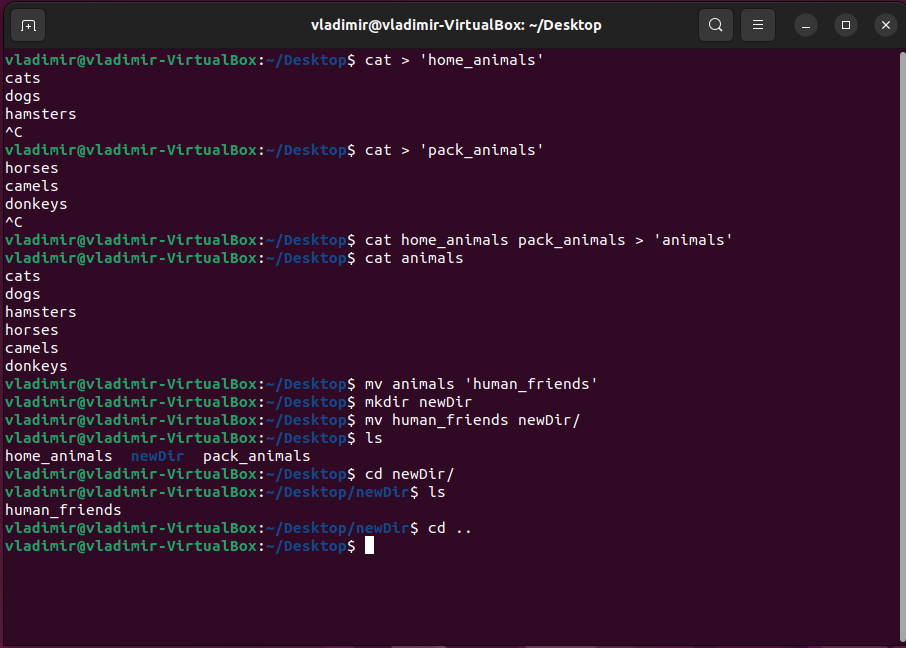 vladimir@vladimir-VirtualBox: ~/Desktop
vladimir@vladimir-VirtualBox:~/Desktop$ cat > 'home_animals'
cats
dogs
hamsters
^C
vladimir@vladimir-VirtualBox:~/Desktop$ cat > 'pack_animals'
horses
camels
donkeys
^C
vladimir@vladimir-VirtualBox:~/Desktop$ cat home_animals pack_animals > 'animals'
vladimir@vladimir-VirtualBox:~/Desktop$ cat animals
cats
dogs
hamsters
horses
camels
donkeys
vladimir@vladimir-VirtualBox:~/Desktop$ mv animals 'human_friends'
vladimir@vladimir-VirtualBox:~/Desktop$ mkdir newDir
vladimir@vladimir-VirtualBox:~/Desktop$ mv human_friends newDir/
vladimir@vladimir-VirtualBox:~/Desktop$ ls
home_animals  newDir  pack_animals
vladimir@vladimir-VirtualBox:~/Desktop$ cd newDir/
vladimir@vladimir-VirtualBox:~/Desktop/newDir$ ls
human_friends
vladimir@vladimir-VirtualBox:~/Desktop/newDir$ cd ..
vladimir@vladimir-VirtualBox:~/Desktop$